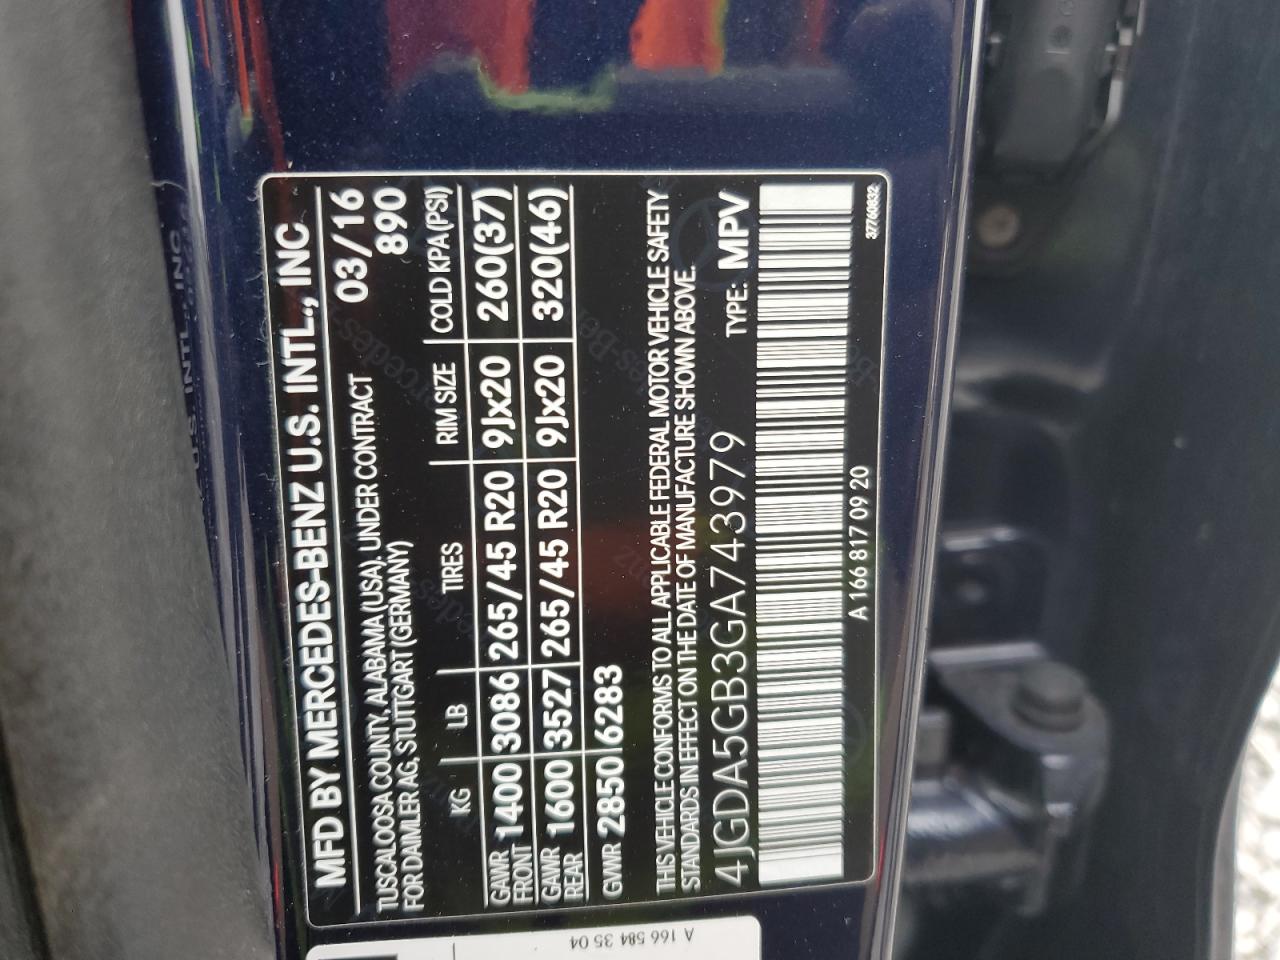 MFD BY MERCEDES-BENZ U.S. INTL., INC
TUSCALOOSA COUNTY, ALABAMA (USA), UNDER CONTRACT 03/16
FOR DAIMLER AG, STUTTGART (GERMANY) 890
KG LB TIRES RIM SIZE COLD KPA (PSI)
GAWR FRONT 1400 3086 265/45 R20 9Jx20 260(37)
GAWR REAR 1600 3527 265/45 R20 9Jx20 320(46)
GVWR 2850 6283
THIS VEHICLE CONFORMS TO ALL APPLICABLE FEDERAL MOTOR VEHICLE SAFETY
STANDARDS IN EFFECT ON THE DATE OF MANUFACTURE SHOWN ABOVE.
4JGDA5GB3GA743979 TYPE: MPV
A 166 817 09 20
37760832
A 166 584 35 04